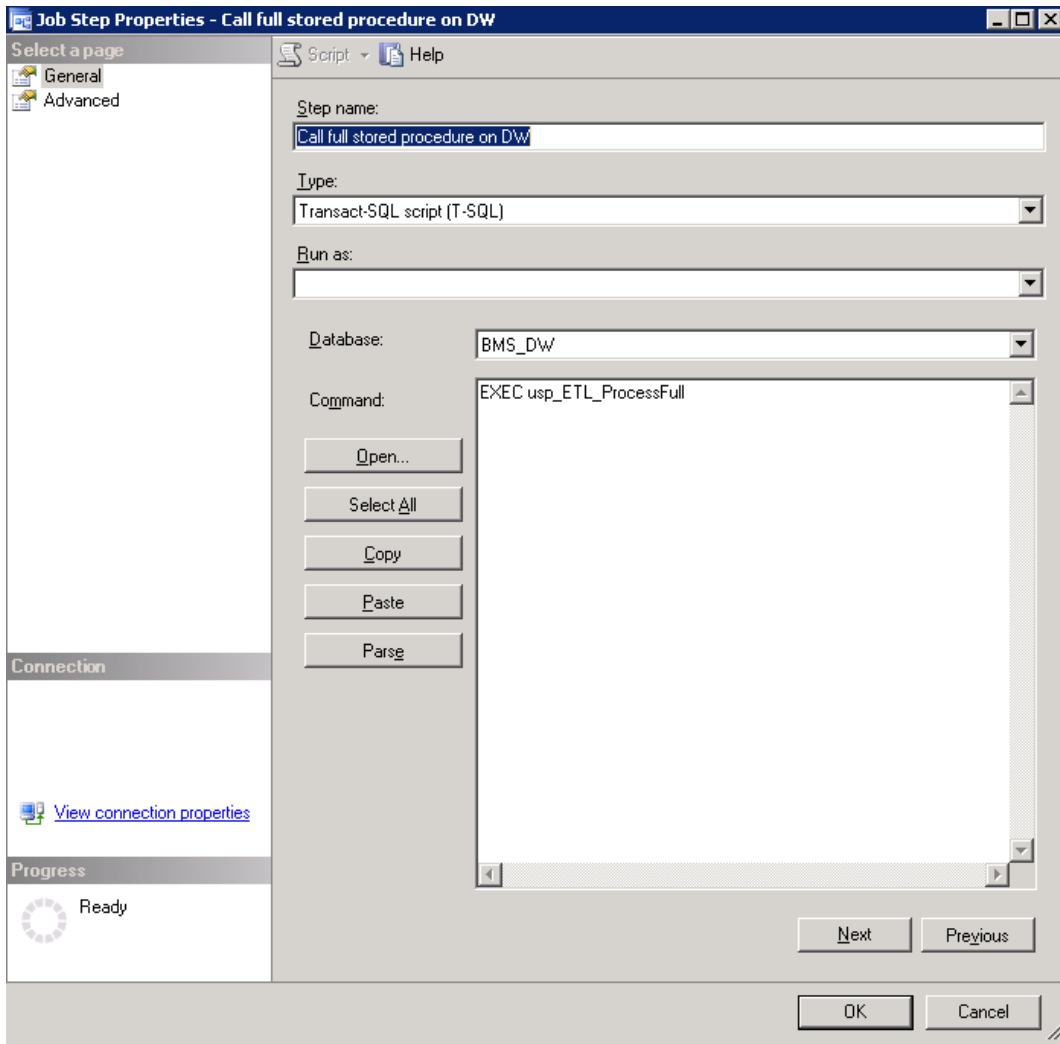 Job Step Properties - Call full stored procedure on DW
Select a page
General
Advanced
Script
Help
Step name:
Call full stored procedure on DW
Type:
Transact-SQL script (T-SQL)
Run as:
Database:
BMS_DW
Command:
EXEC usp_ETL_ProcessFull
Open...
Select All
Copy
Paste
Parse
Connection
View connection properties
Progress
Ready
Next
Previous
OK
Cancel